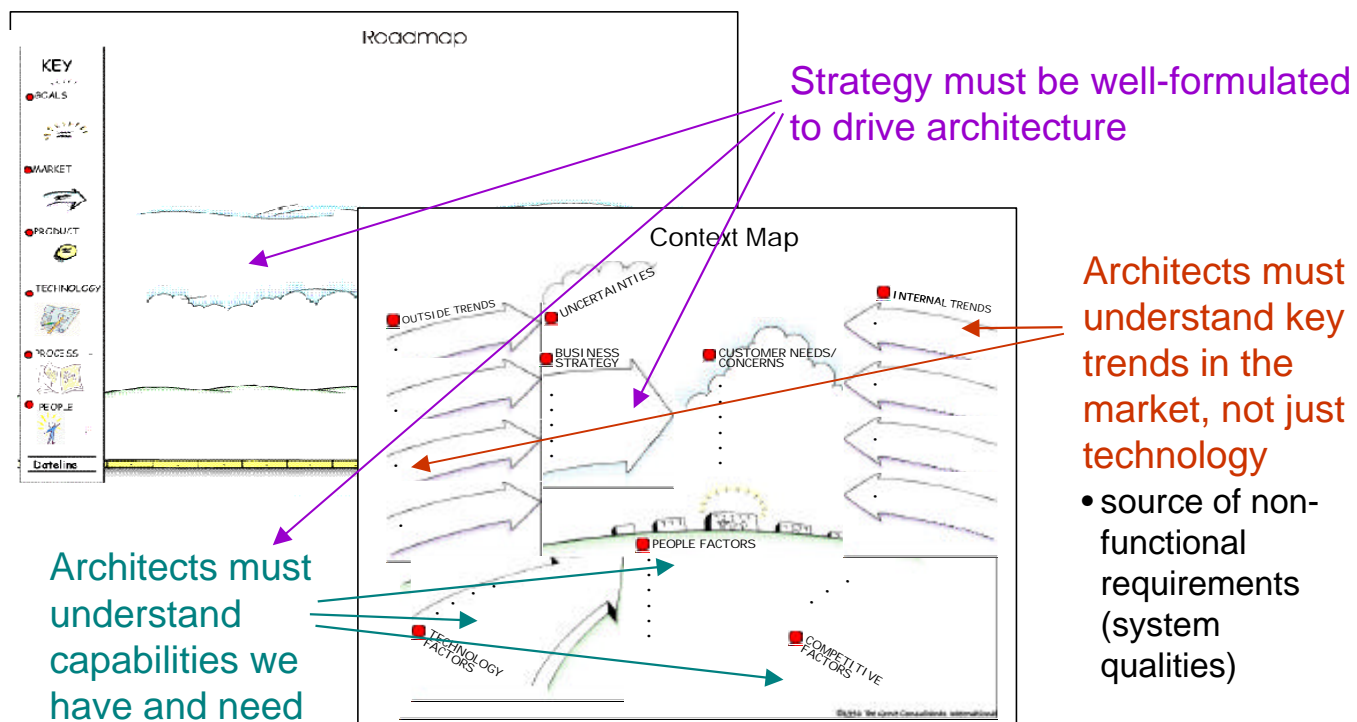 Roadmap
KEY
GOALS
MARKET
PRODUCT
TECHNOLOGY
PROCESS
PEOPLE
Dateline
Strategy must be well-formulated
to drive architecture
Context Map
OUTSIDE TRENDS
UNCERTAINTIES
INTERNAL TRENDS
BUSINESS
STRATEGY
CUSTOMER NEEDS/
CONCERNS
PEOPLE FACTORS
TECHNOLOGY
FACTORS
COMPETITIVE
FACTORS
Architects must
understand key
trends in the
market, not just
technology
• source of non-
functional
requirements
(system
qualities)
Architects must
understand
capabilities we
have and need